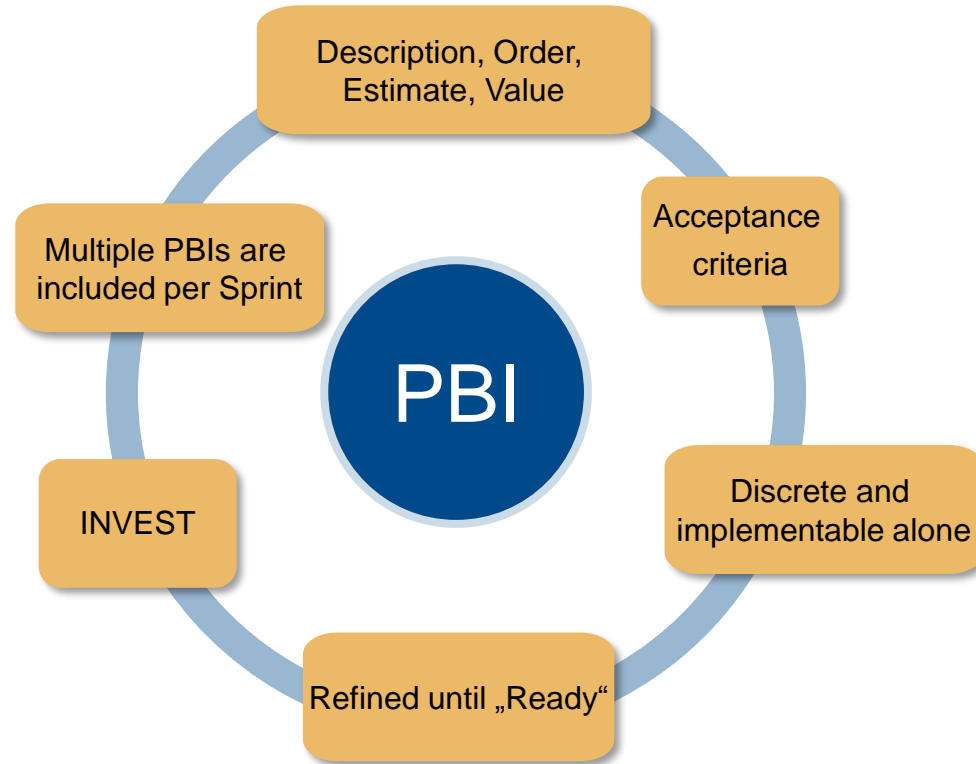 Description, Order,
Estimate, Value
Acceptance
criteria
Discrete and
implementable alone
Refined until „Ready“
INVEST
Multiple PBIs are
included per Sprint
PBI